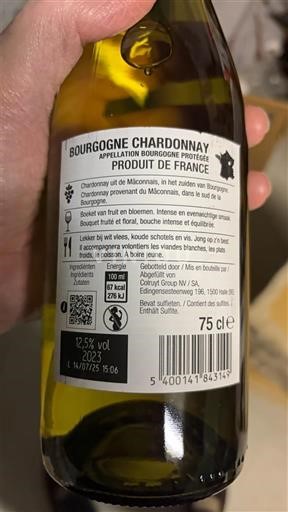 BOURGOGNE CHARDONNAY
APPELLATION BOURGOGNE PROTÉGÉE
PRODUIT DE FRANCE
Chardonnay uit de Mâconnais, in het zuiden van Bourgogne.
Chardonnay provenant du Mâconnais, dans le sud de la
Bourgogne.
Boeket van fruit en bloemen. Intense en evenwichtige smaak.
Bouquet fruité et floral, bouche intense et équilibrée.
Lekker bij wit vlees, koude schotels en vis. Jong op z'n best.
Il accompagnera volontiers les viandes blanches, les plats
froids, le poisson. A boire jeune.
Ingrediënten
Ingrédients
Zutaten
Energie
100 ml
67 kcal
276 kJ
Gebotteld door / Mis en bouteille par /
Abgefüllt von
Colruyt Group NV / SA,
Edingensesteenweg 196, 1500 Halle (BE)
Bevat sulfieten. / Contient des sulfites. /
Enthält Sulfite.
75 cl e
12,5% vol
2023
L 14/07/25 15:06
5 400141 843149